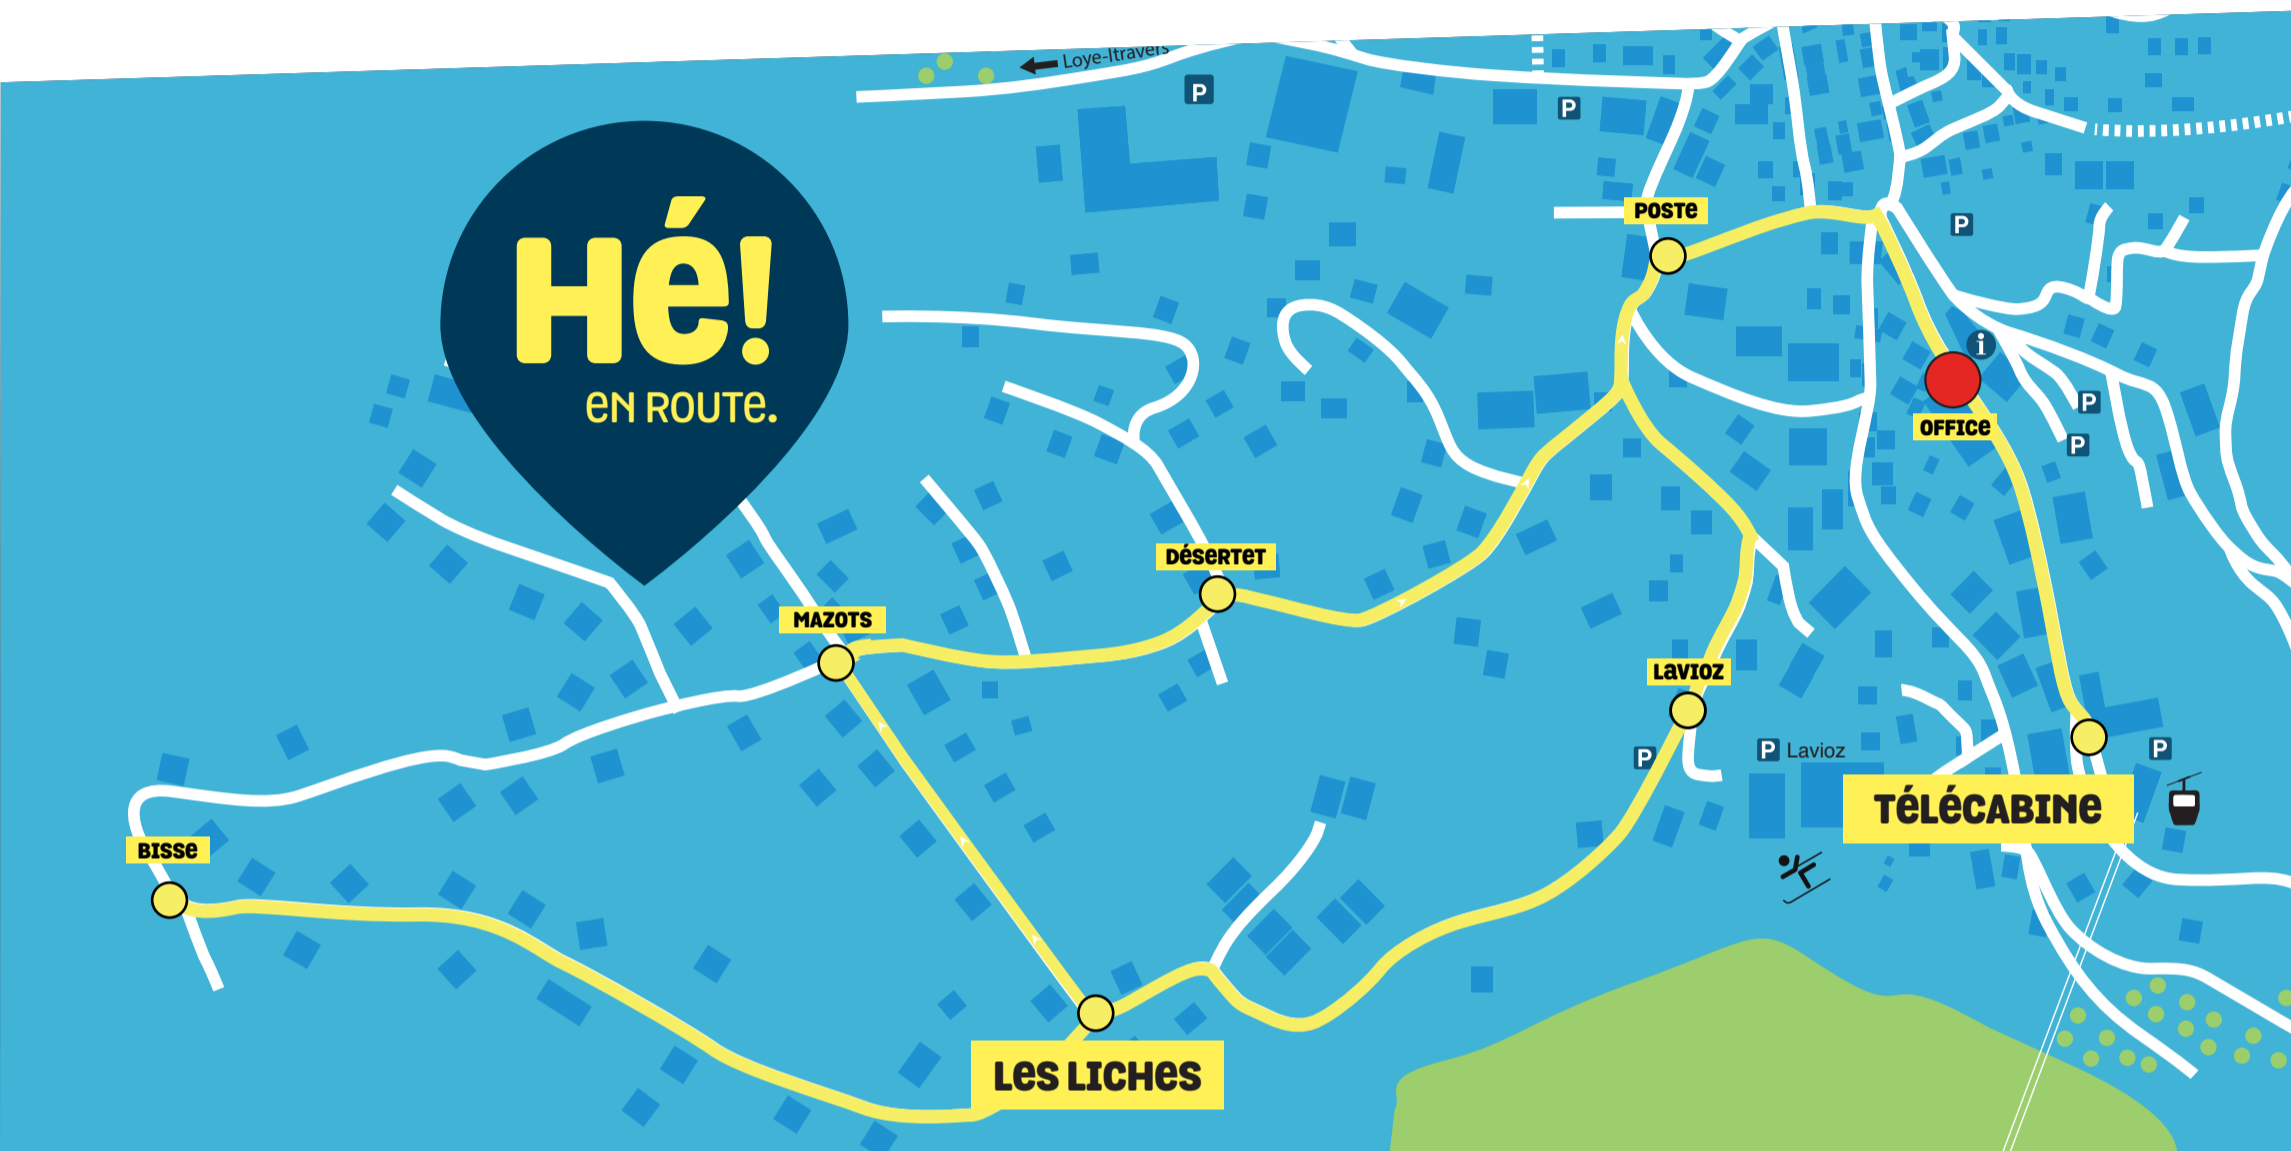 Loye-Itravers
P
P
Hé!
EN ROUTE.
POSTE
P
i
P
OFFICE
P
DÉSERTET
MAZOTS
LAVIOZ
P
P Lavioz
P
TÉLÉCABINE
BISSE
LES LICHES